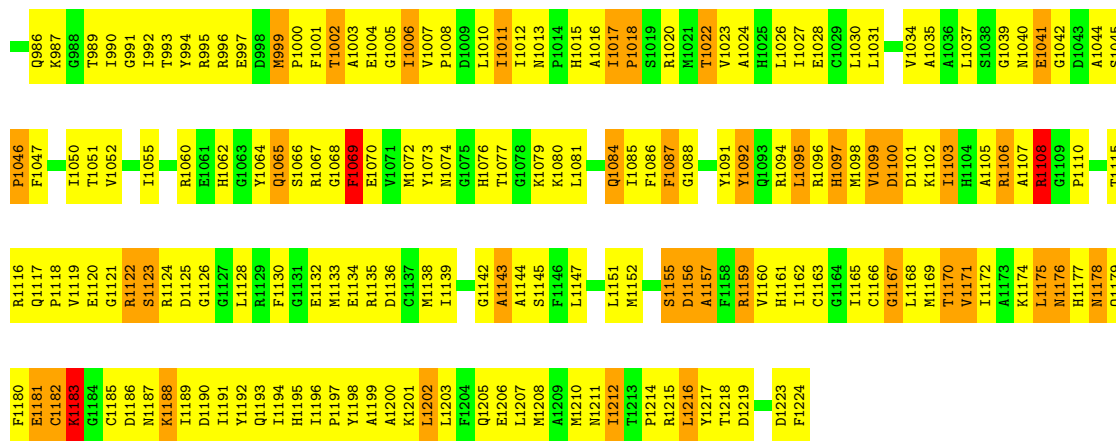 Q986 K987 G988 T989 I990 G991 I992 T993 Y994 R995 R996 E997 D998 M999 P1000 F1001 T1002 A1003 E1004 G1005 I1006 V1007 P1008 D1009 L1010 I1011 I1012 N1013 P1014 H1015 A1016 I1017 P1018 S1019 R1020 M1021 T1022 V1023 A1024 H1025 L1026 I1027 E1028 C1029 L1030 L1031 V1034 A1035 A1036 L1037 S1038 G1039 N1040 E1041 G1042 D1043 A1044 S1045
P1046 F1047 I1050 T1051 V1052 I1055 R1060 E1061 H1062 G1063 Y1064 Q1065 S1066 R1067 G1068 F1069 E1070 V1071 M1072 Y1073 N1074 G1075 H1076 T1077 G1078 K1079 K1080 L1081 Q1084 I1085 F1086 F1087 G1088 Y1091 Y1092 Q1093 R1094 L1095 R1096 H1097 M1098 V1099 D1100 D1101 K1102 I1103 H1104 A1105 R1106 A1107 R1108 G1109 P1110 T1115
R1116 Q1117 P1118 V1119 E1120 G1121 R1122 S1123 R1124 D1125 G1126 G1127 L1128 R1129 F1130 G1131 E1132 M1133 E1134 R1135 D1136 C1137 M1138 I1139 G1142 A1143 A1144 S1145 F1146 L1147 L1151 M1152 S1155 D1156 A1157 F1158 R1159 V1160 H1161 I1162 C1163 G1164 I1165 C1166 G1167 L1168 M1169 T1170 V1171 I1172 A1173 K1174 L1175 N1176 H1177 N1178
F1180 E1181 C1182 K1183 G1184 C1185 D1186 N1187 K1188 I1189 D1190 I1191 Y1192 Q1193 I1194 H1195 I1196 P1197 Y1198 A1199 A1200 K1201 L1202 L1203 F1204 Q1205 E1206 L1207 M1208 A1209 M1210 N1211 I1212 T1213 P1214 R1215 L1216 Y1217 T1218 D1219 D1223 F1224